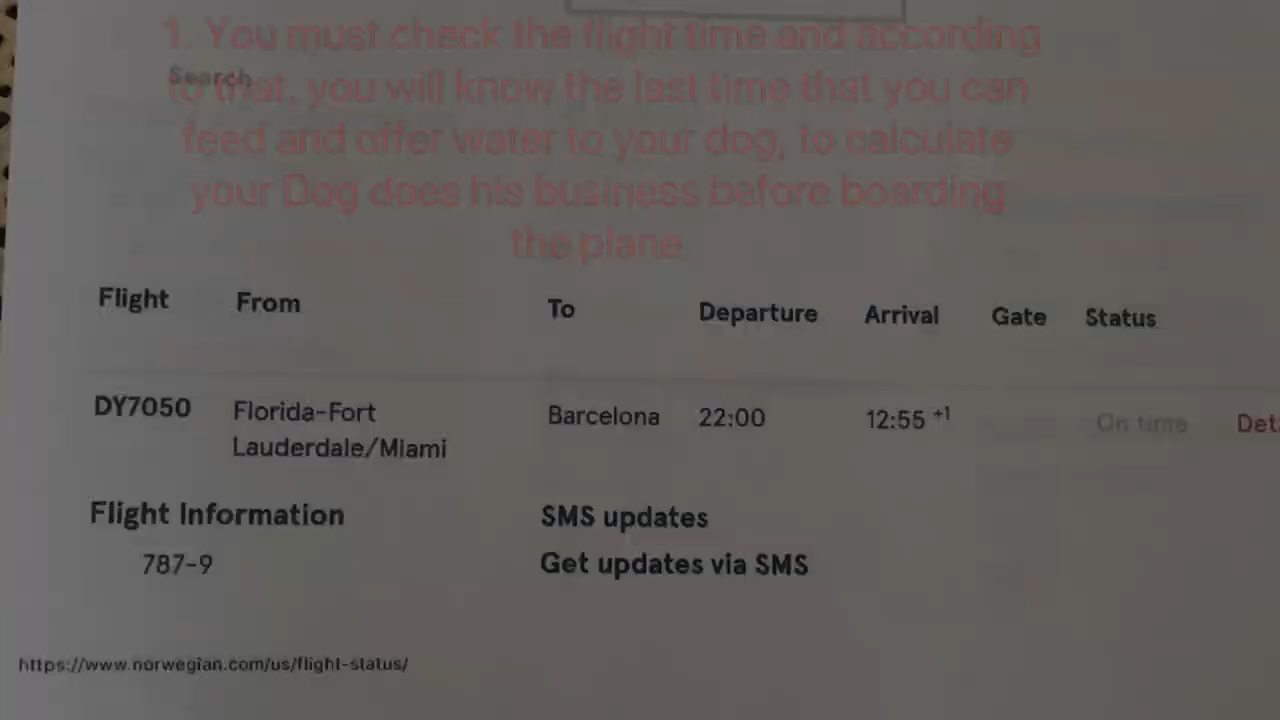 1. You must check the flight time and according
Search
to that, you will know the last time that you can
feed and offer water to your dog, to calculate
your Dog does his business before boarding
the plane.
Flight From To Departure Arrival Gate Status
DY7050 Florida-Fort Lauderdale/Miami Barcelona 22:00 12:55 +1 On time Det
Flight Information SMS updates
787-9 Get updates via SMS
https://www.norwegian.com/us/flight-status/